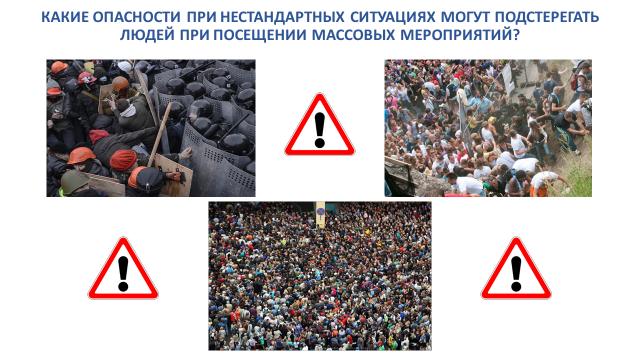 КАКИЕ ОПАСНОСТИ ПРИ НЕСТАНДАРТНЫХ СИТУАЦИЯХ МОГУТ ПОДСТЕРЕГАТЬ
ЛЮДЕЙ ПРИ ПОСЕЩЕНИИ МАССОВЫХ МЕРОПРИЯТИЙ?